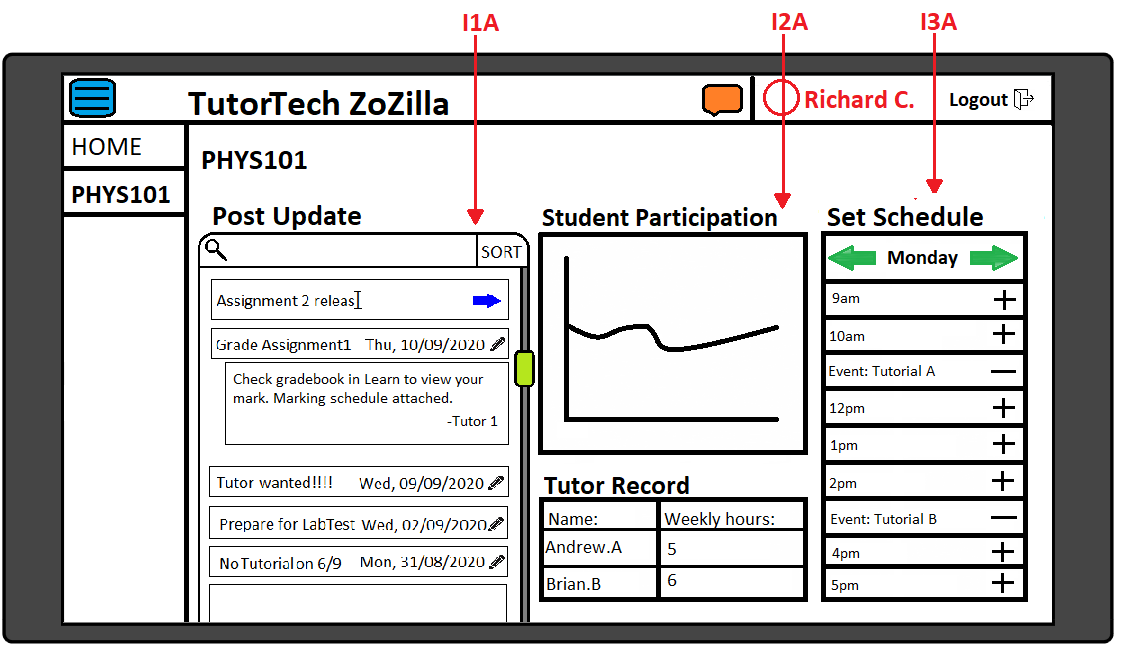 I1A
I2A
I3A
TutorTech ZoZilla
Richard C.
Logout
HOME
PHYS101
PHYS101
Post Update
SORT
Assignment 2 releas
Grade Assignment1 Thu, 10/09/2020
Check gradebook in Learn to view your
mark. Marking schedule attached.
-Tutor 1
Tutor wanted!!!! Wed, 09/09/2020
Prepare for LabTest Wed, 02/09/2020
No Tutorial on 6/9 Mon, 31/08/2020
Student Participation
Tutor Record
Name: Weekly hours:
Andrew.A 5
Brian.B 6
Set Schedule
Monday
9am
10am
Event: Tutorial A
12pm
1pm
2pm
Event: Tutorial B
4pm
5pm